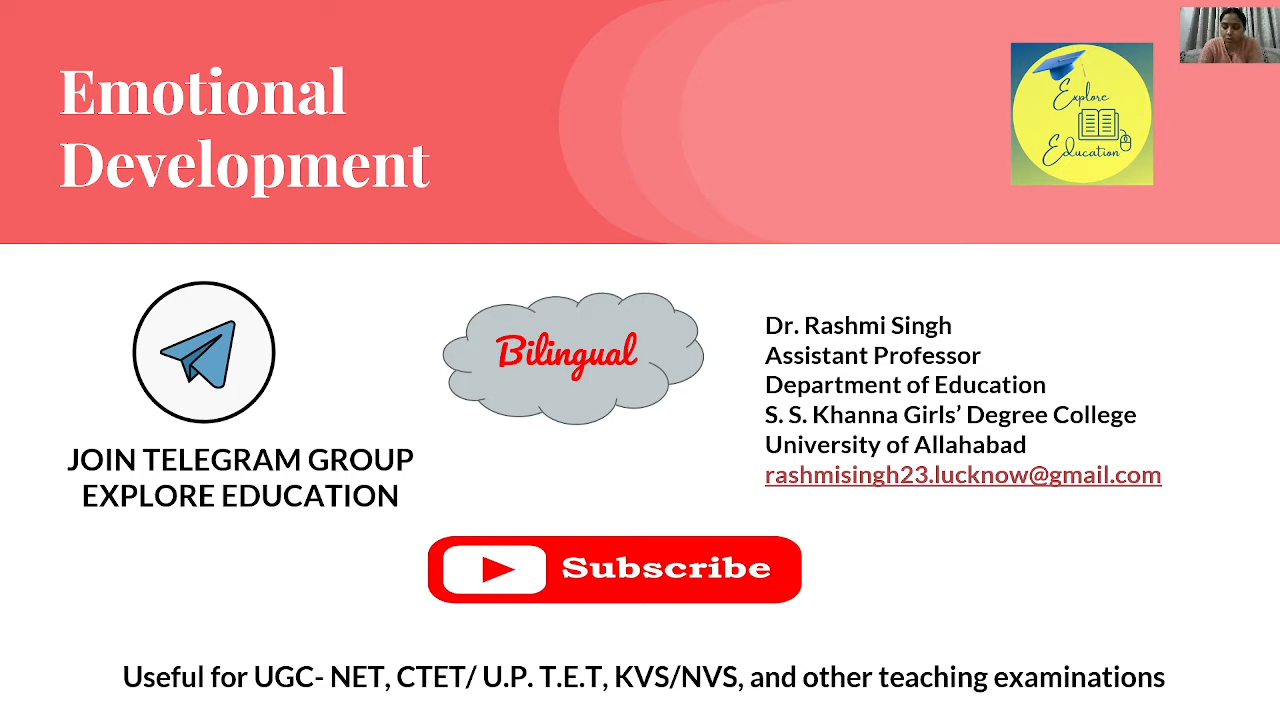 Emotional
Development
Explore
Education
Bilingual
Dr. Rashmi Singh
Assistant Professor
Department of Education
S. S. Khanna Girls’ Degree College
University of Allahabad
rashmisingh23.lucknow@gmail.com
JOIN TELEGRAM GROUP
EXPLORE EDUCATION
Subscribe
Useful for UGC- NET, CTET/ U.P. T.E.T, KVS/NVS, and other teaching examinations